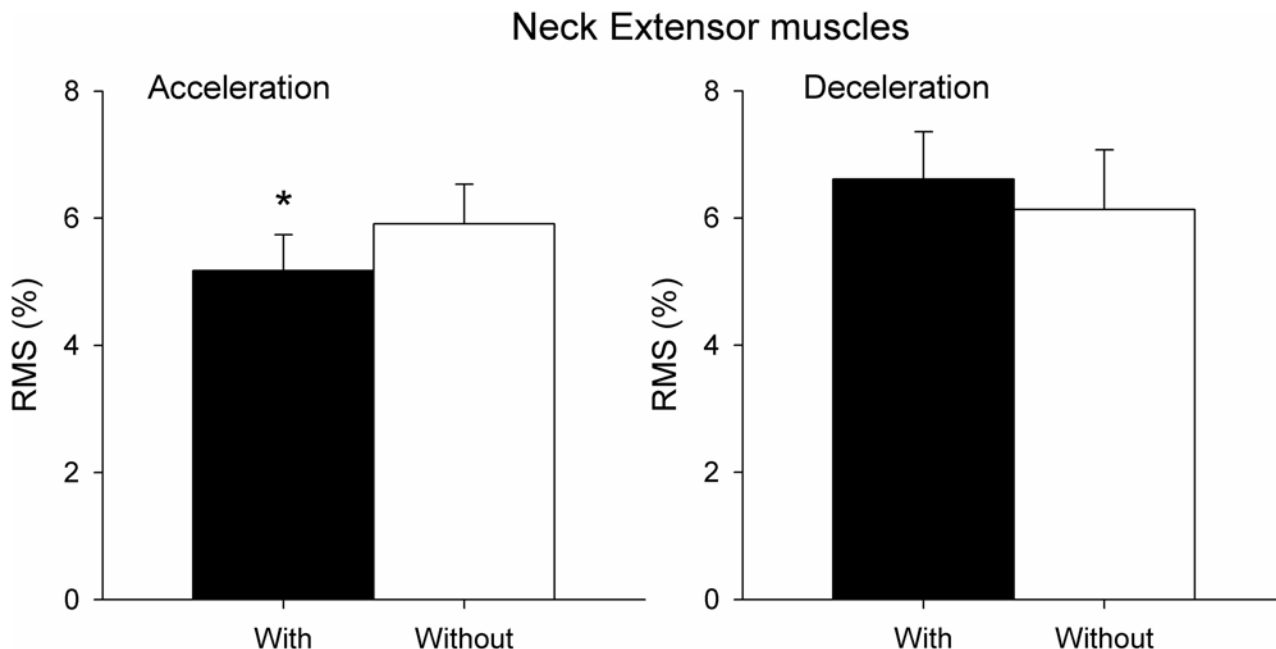 Neck Extensor muscles
Acceleration
8
6
4
2
0
RMS (%)
*
With
Without
Deceleration
8
6
4
2
0
RMS (%)
With
Without